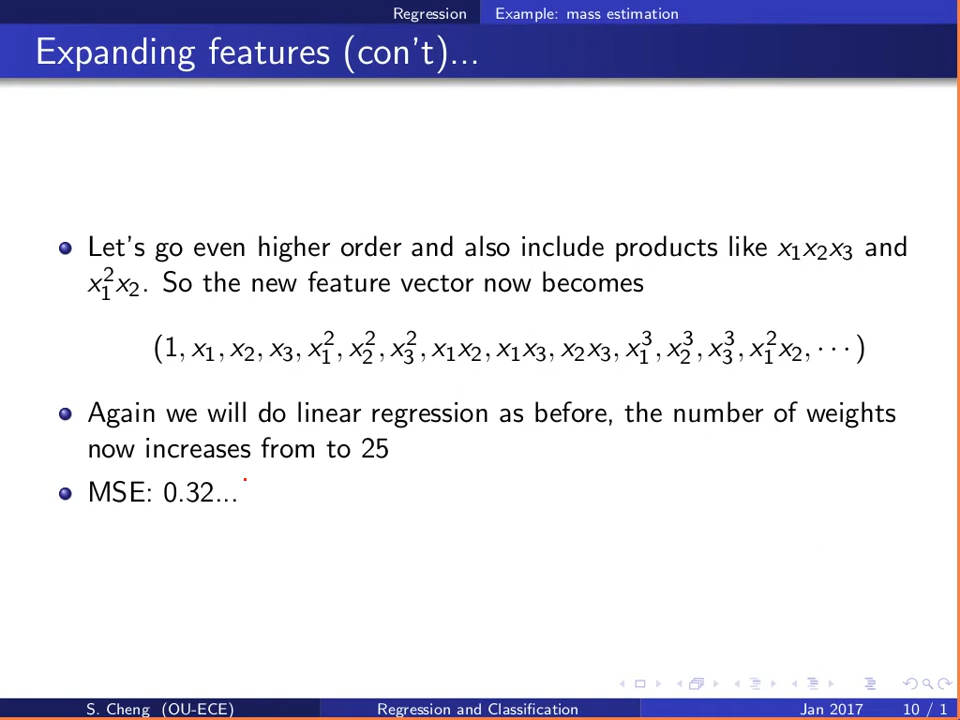 Regression Example: mass estimation
Expanding features (con't)...
Let's go even higher order and also include products like x₁x₂x₃ and
x₁²x₂. So the new feature vector now becomes
(1, x₁, x₂, x₃, x₁², x₂², x₃², x₁x₂, x₁x₃, x₂x₃, x₁³, x₂³, x₃³, x₁²x₂, ⋯)
Again we will do linear regression as before, the number of weights
now increases from to 25
MSE: 0.32...
S. Cheng (OU-ECE) Regression and Classification Jan 2017 10 / 1